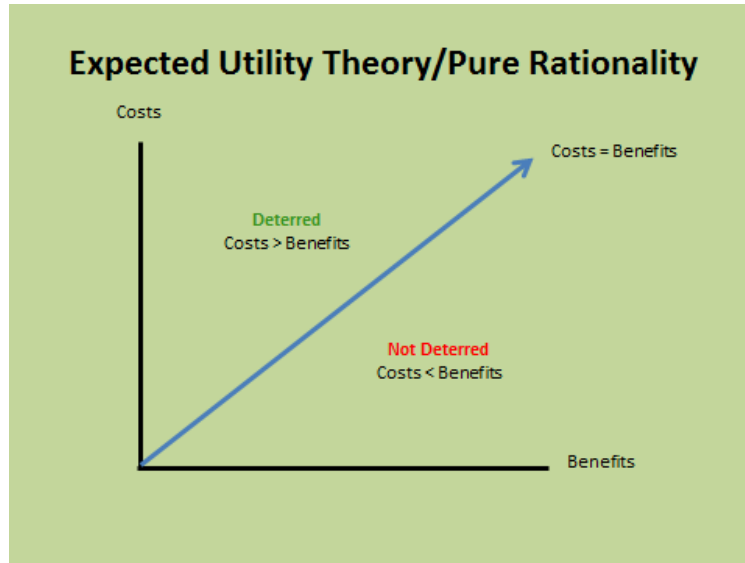 Expected Utility Theory/Pure Rationality
Costs
Costs = Benefits
Deterred
Costs > Benefits
Not Deterred
Costs < Benefits
Benefits